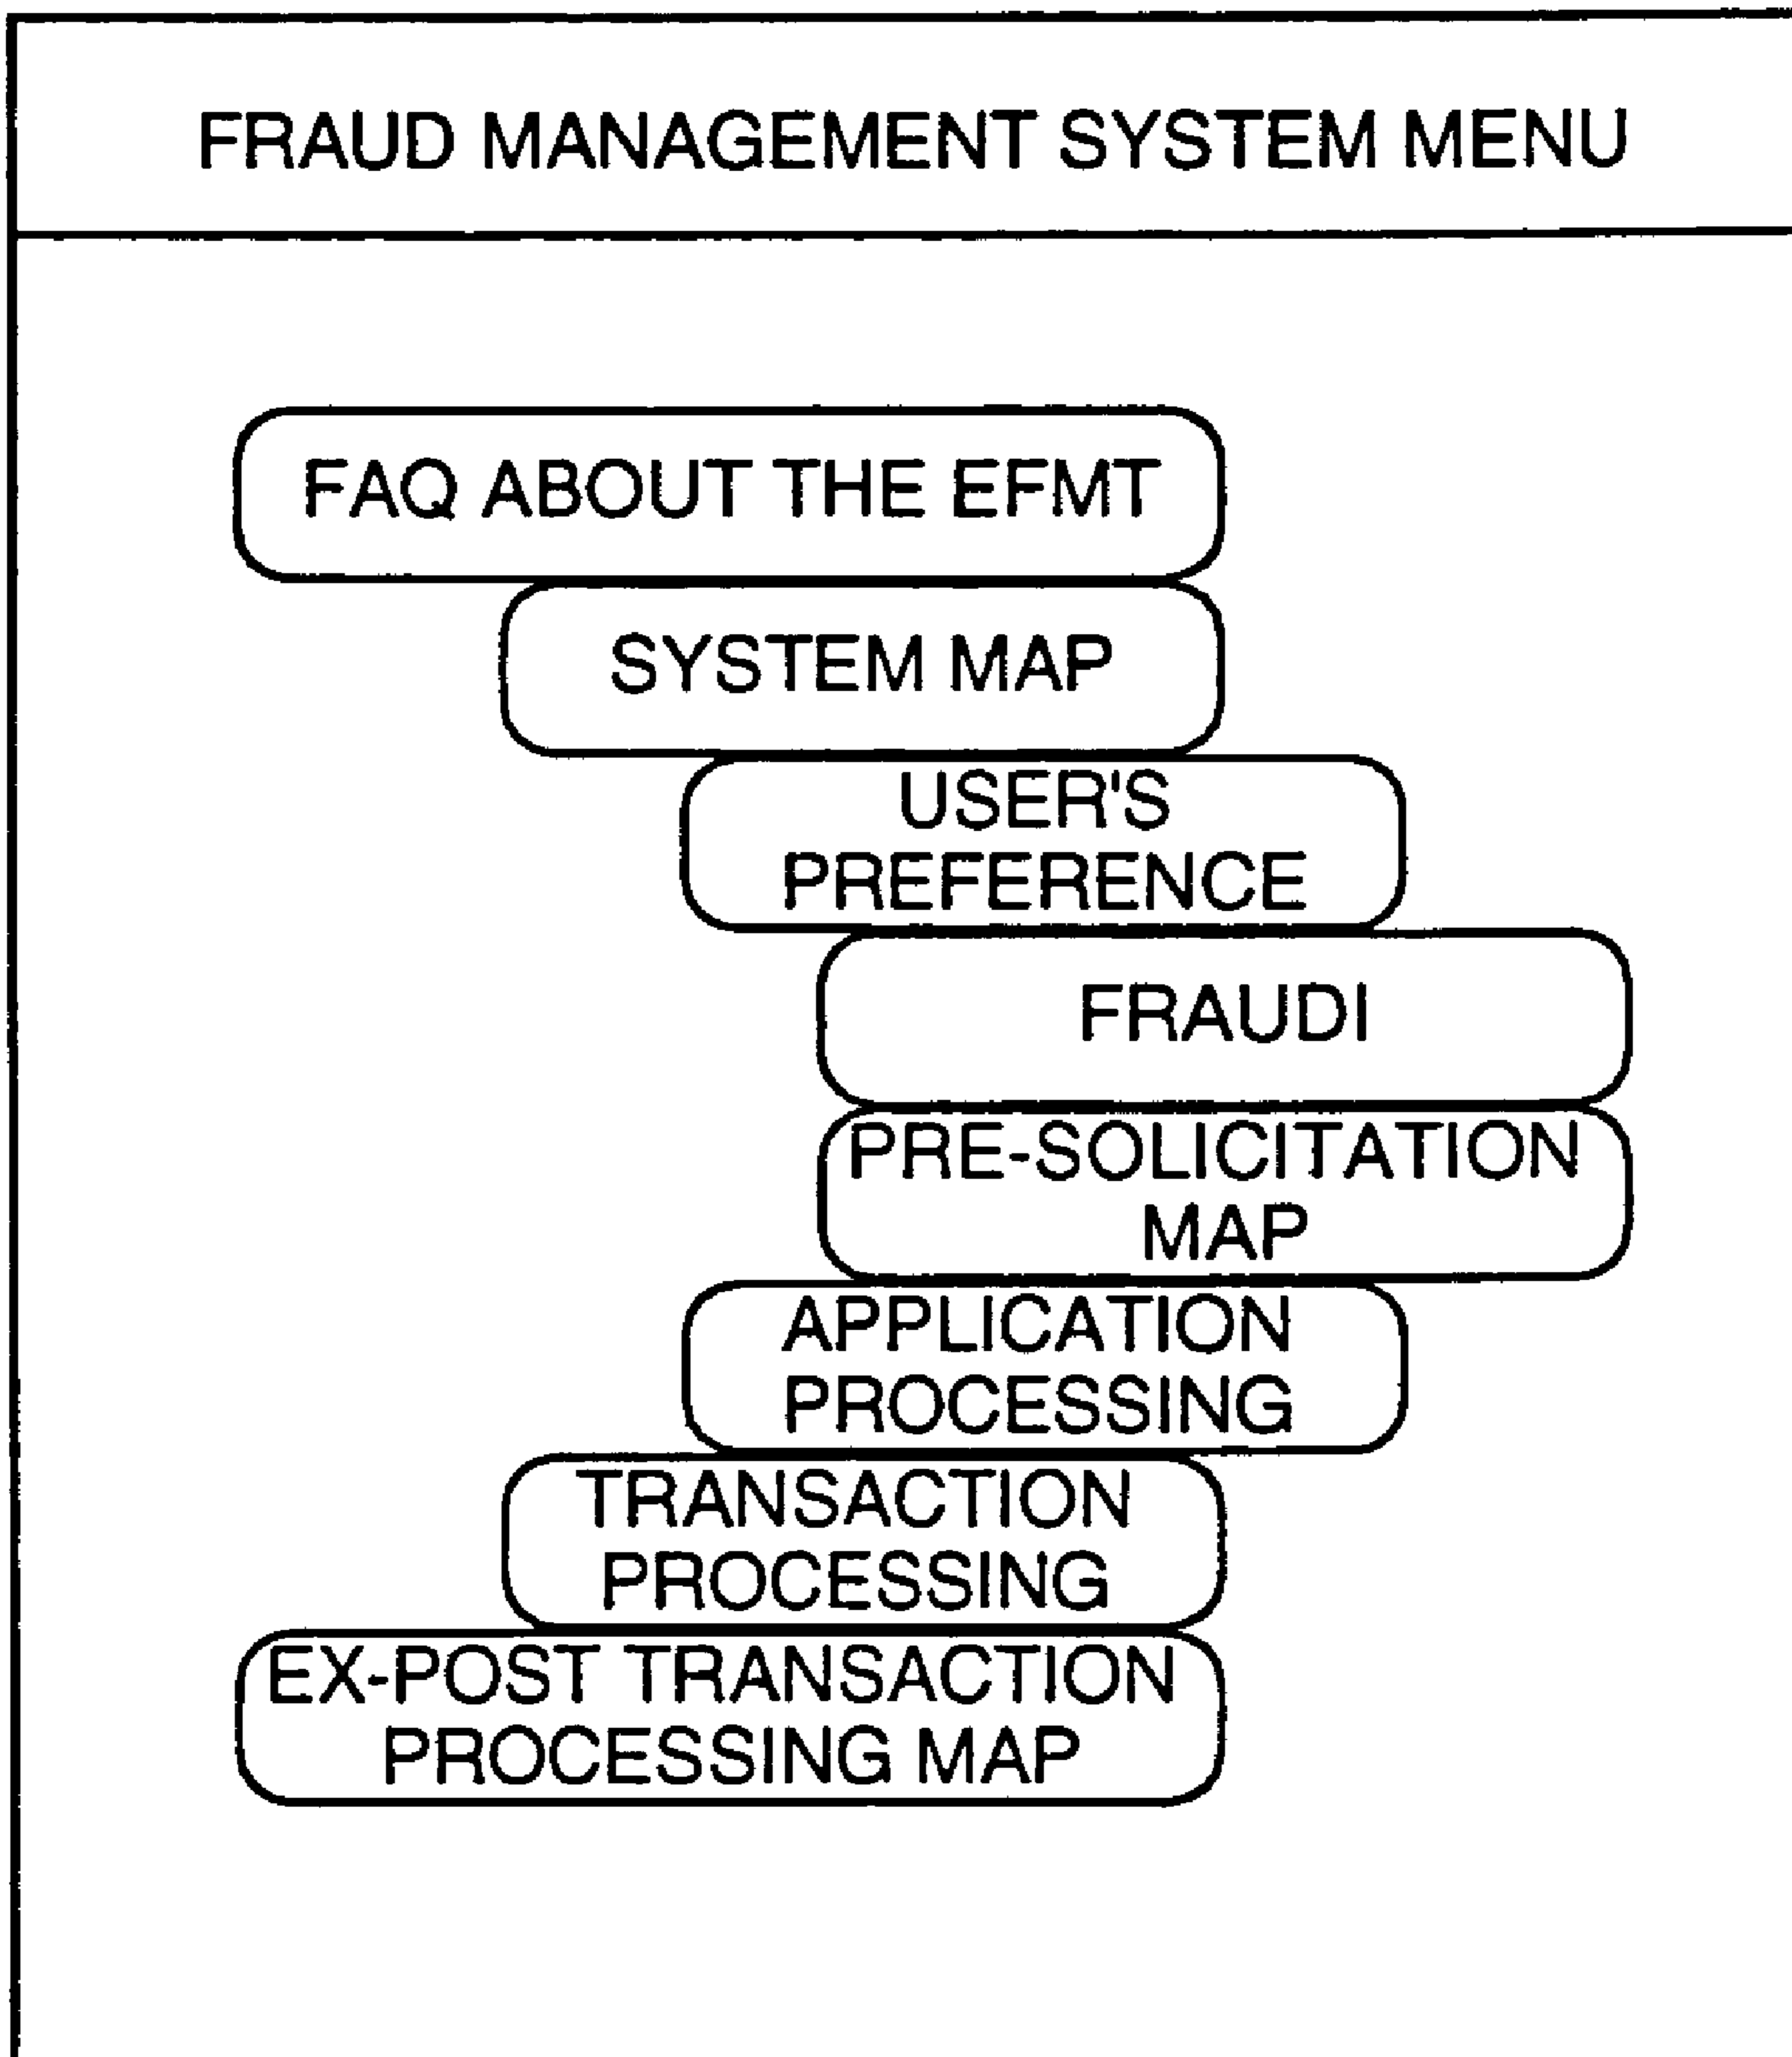 FRAUD MANAGEMENT SYSTEM MENU
FAQ ABOUT THE EFMT
SYSTEM MAP
USER'S
PREFERENCE
FRAUDI
PRE-SOLICITATION
MAP
APPLICATION
PROCESSING
TRANSACTION
PROCESSING
EX-POST TRANSACTION
PROCESSING MAP